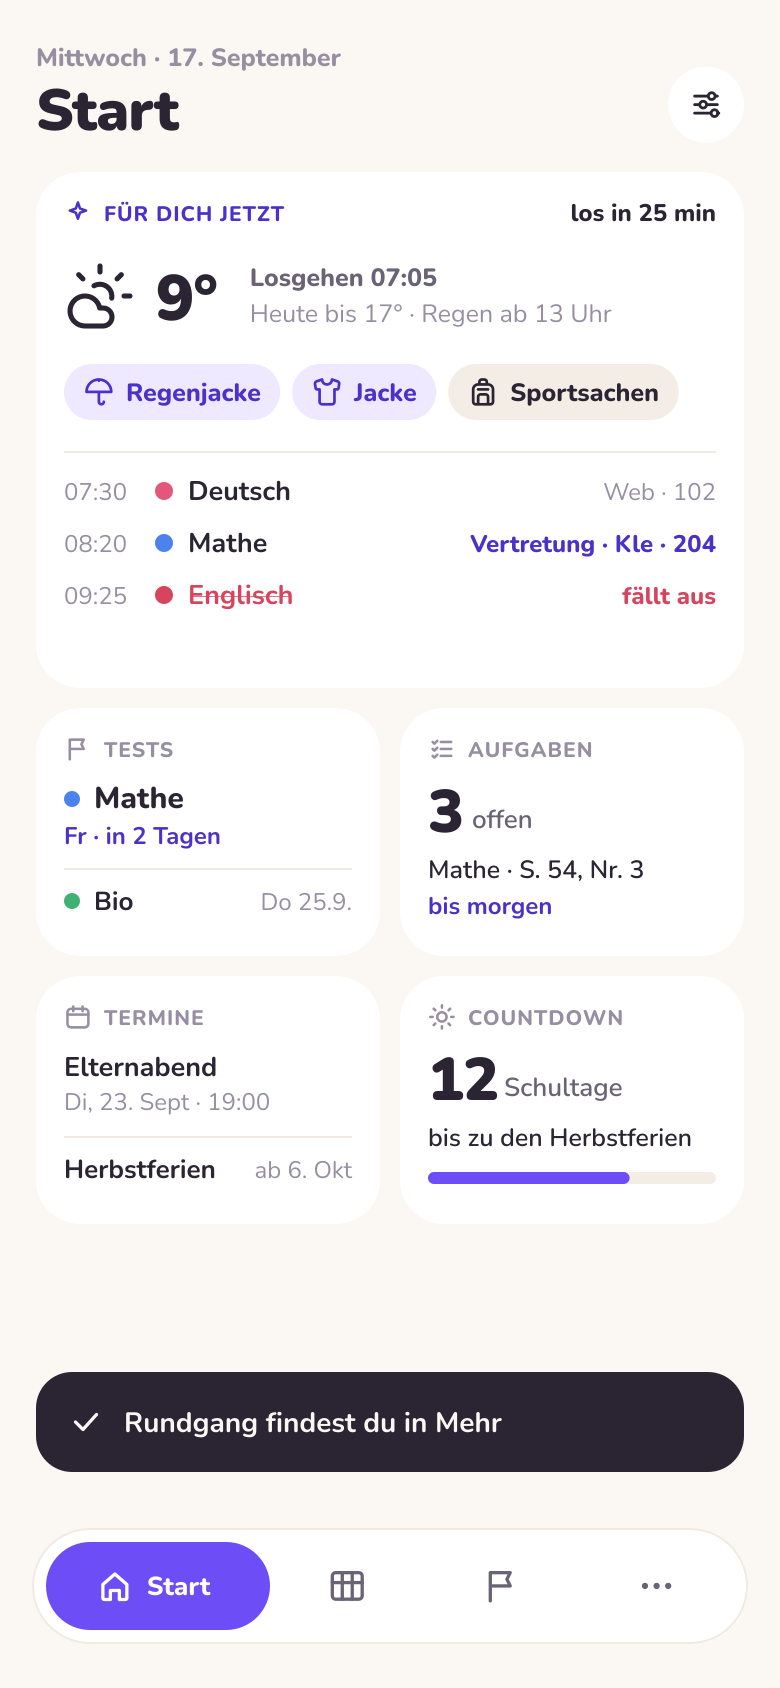 Mittwoch · 17. September
Start
FÜR DICH JETZT
los in 25 min
9°
Losgehen 07:05
Heute bis 17° · Regen ab 13 Uhr
Regenjacke
Jacke
Sportsachen
07:30 Deutsch Web · 102
08:20 Mathe Vertretung · Kle · 204
09:25 Englisch fällt aus
TESTS
Mathe
Fr · in 2 Tagen
Bio Do 25.9.
AUFGABEN
3 offen
Mathe · S. 54, Nr. 3
bis morgen
TERMINE
Elternabend
Di, 23. Sept · 19:00
Herbstferien ab 6. Okt
COUNTDOWN
12 Schultage
bis zu den Herbstferien
Rundgang findest du in Mehr
Start